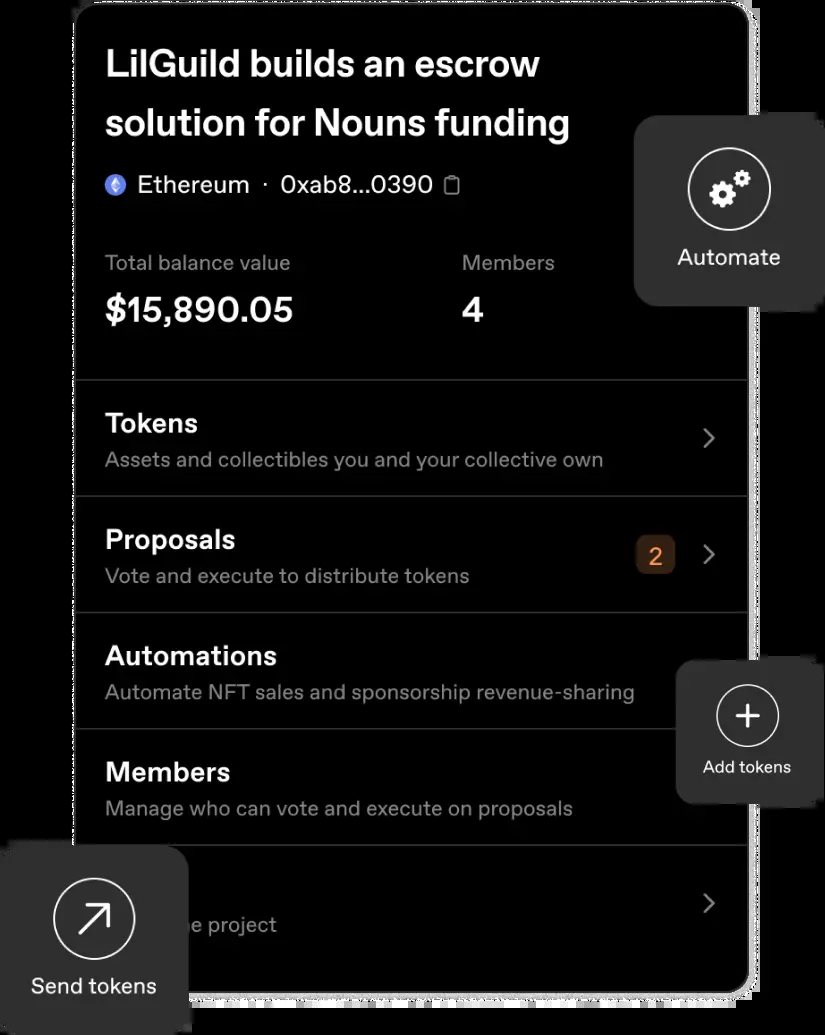 LilGuild builds an escrow
solution for Nouns funding
Ethereum · 0xab8...0390
Automate
Total balance value
Members
$15,890.05
4
Tokens
Assets and collectibles you and your collective own
Proposals
Vote and execute to distribute tokens
2
Automations
Automate NFT sales and sponsorship revenue-sharing
Add tokens
Members
Manage who can vote and execute on proposals
project
Send tokens